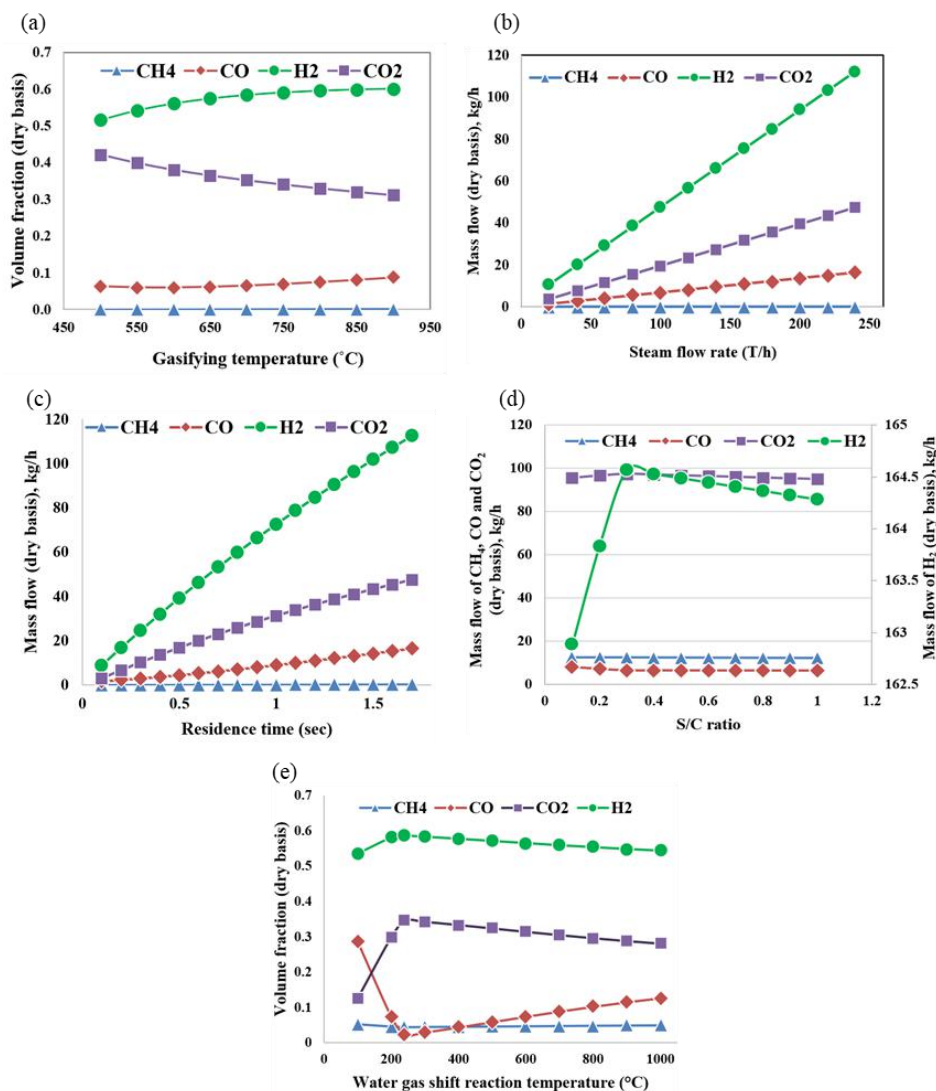 (a)
0.7
0.6
0.5
0.4
0.3
0.2
0.1
0.0
CH4 CO H2 CO2
Volume fraction (dry basis)
450 550 650 750 850 950
Gasifying temperature (˚C)
(b)
120
100
80
60
40
20
0
CH4 CO H2 CO2
Mass flow (dry basis), kg/h
0 50 100 150 200 250
Steam flow rate (T/h)
(c)
120
100
80
60
40
20
0
CH4 CO H2 CO2
Mass flow (dry basis), kg/h
0 0.5 1 1.5
Residence time (sec)
(d)
120
100
80
60
40
20
0
CH4 CO CO2 H2
Mass flow of CH₄, CO and CO₂
(dry basis), kg/h
165
164.5
164
163.5
163
162.5
Mass flow of H₂ (dry basis), kg/h
0 0.2 0.4 0.6 0.8 1 1.2
S/C ratio
(e)
0.7
0.6
0.5
0.4
0.3
0.2
0.1
0
CH4 CO CO2 H2
Volume fraction (dry basis)
0 200 400 600 800 1000
Water gas shift reaction temperature (°C)